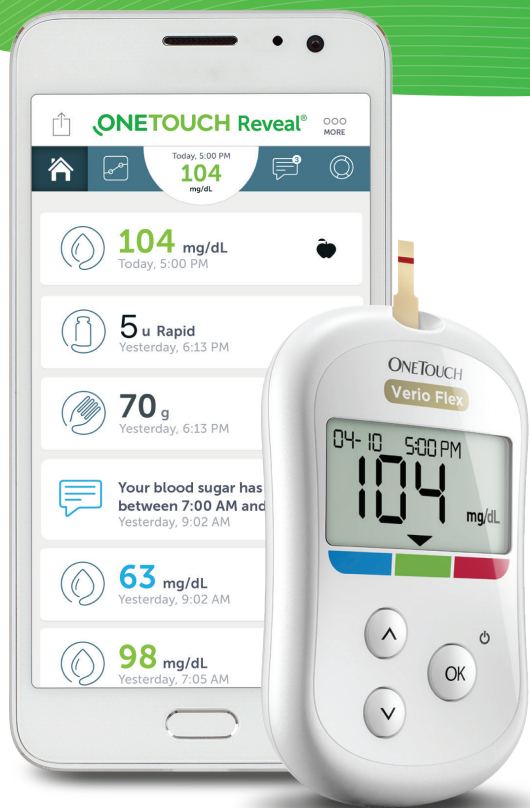 ONETOUCH Reveal®
MORE
Today, 5:00 PM
104
mg/dL
3
104 mg/dL
Today, 5:00 PM
5 u Rapid
Yesterday, 6:13 PM
70 g
Yesterday, 6:13 PM
Your blood sugar has
between 7:00 AM and
Yesterday, 9:02 AM
63 mg/dL
Yesterday, 9:02 AM
98 mg/dL
Yesterday, 7:05 AM
ONETOUCH
Verio Flex
04-10 5:00 PM
104 mg/dL
OK